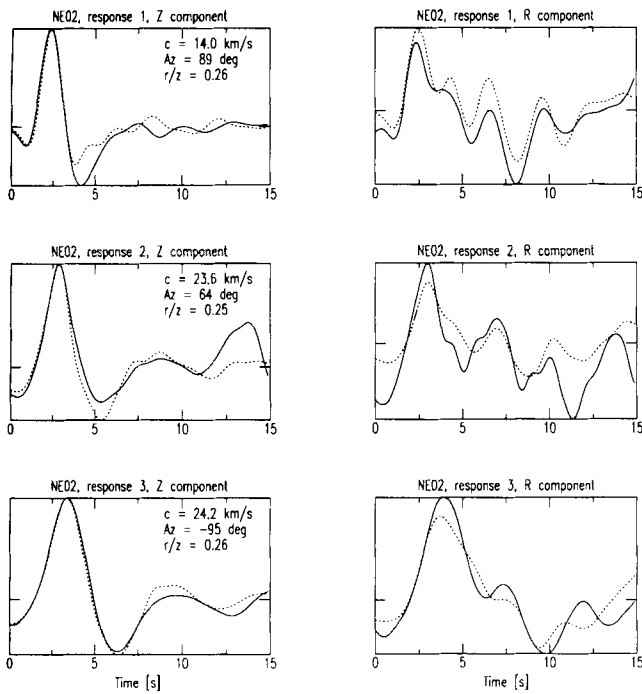 NE02, response 1, Z component
c = 14.0 km/s
Az = 89 deg
r/z = 0.26
0 5 10 15
NE02, response 1, R component
0 5 10 15
NE02, response 2, Z component
c = 23.6 km/s
Az = 64 deg
r/z = 0.25
0 5 10 15
NE02, response 2, R component
0 5 10 15
NE02, response 3, Z component
c = 24.2 km/s
Az = -95 deg
r/z = 0.26
0 5 10 15
Time [s]
NE02, response 3, R component
0 5 10 15
Time [s]